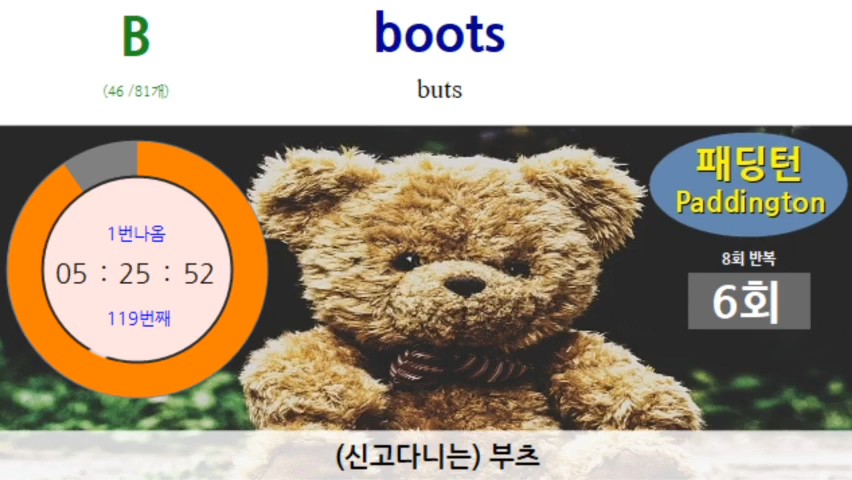 B
(46 /81개)
boots
buts
1번나옴
05 : 25 : 52
119번째
패딩턴
Paddington
8회 반복
6회
(신고다니는) 부츠